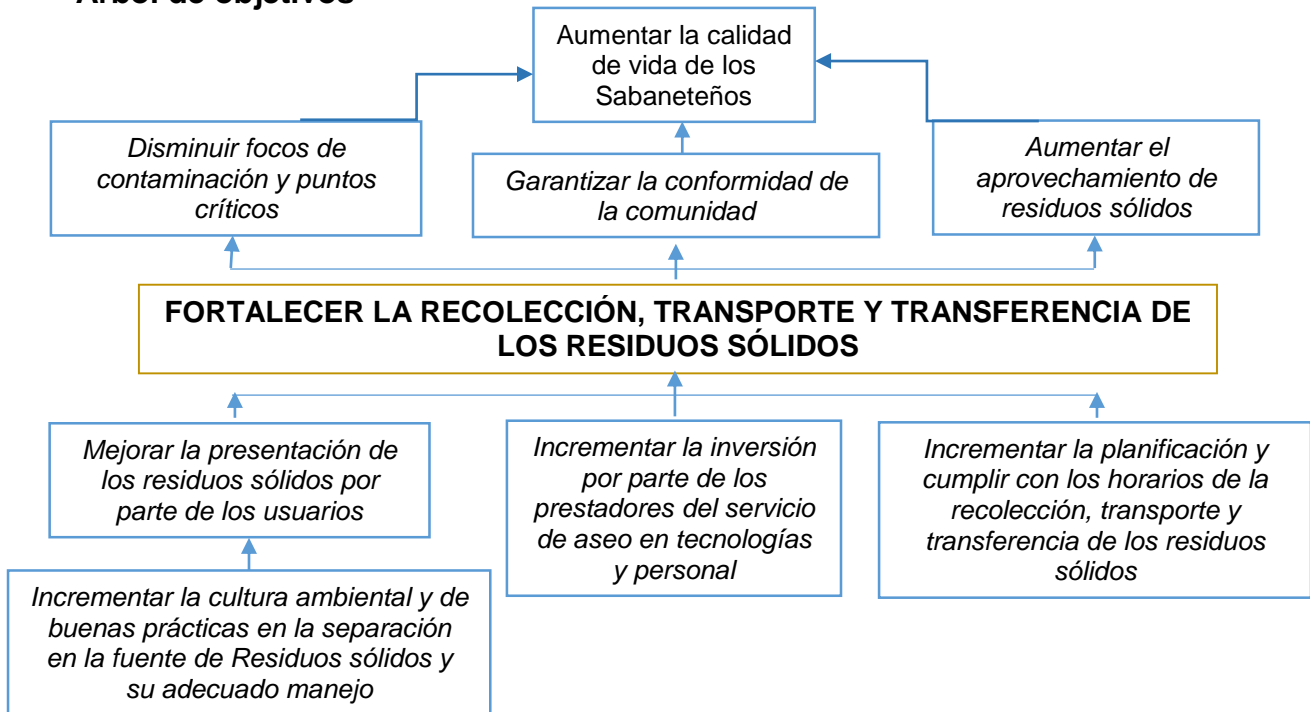 Árbol de objetivos
Aumentar la calidad
de vida de los
Sabaneteños
Disminuir focos de
contaminación y puntos
críticos
Garantizar la conformidad de
la comunidad
Aumentar el
aprovechamiento de
residuos sólidos
FORTALECER LA RECOLECCIÓN, TRANSPORTE Y TRANSFERENCIA DE
LOS RESIDUOS SÓLIDOS
Mejorar la presentación de
los residuos sólidos por
parte de los usuarios
Incrementar la inversión
por parte de los
prestadores del servicio
de aseo en tecnologías
y personal
Incrementar la planificación y
cumplir con los horarios de la
recolección, transporte y
transferencia de los residuos
sólidos
Incrementar la cultura ambiental y de
buenas prácticas en la separación
en la fuente de Residuos sólidos y
su adecuado manejo